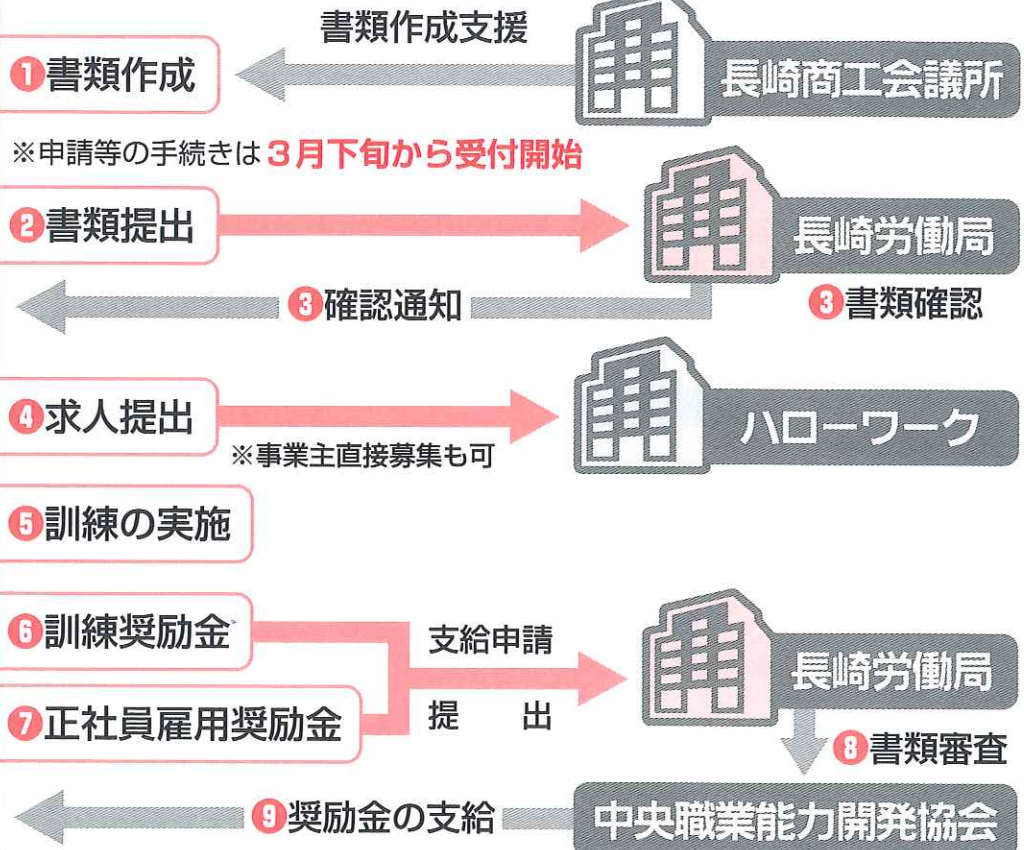 書類作成支援
❶書類作成
長崎商工会議所
※申請等の手続きは3月下旬から受付開始
❷書類提出
長崎労働局
❸確認通知
❸書類確認
❹求人提出
ハローワーク
※事業主直接募集も可
❺訓練の実施
❻訓練奨励金
支給申請
長崎労働局
❼正社員雇用奨励金
提　出
❽書類審査
❾奨励金の支給
中央職業能力開発協会